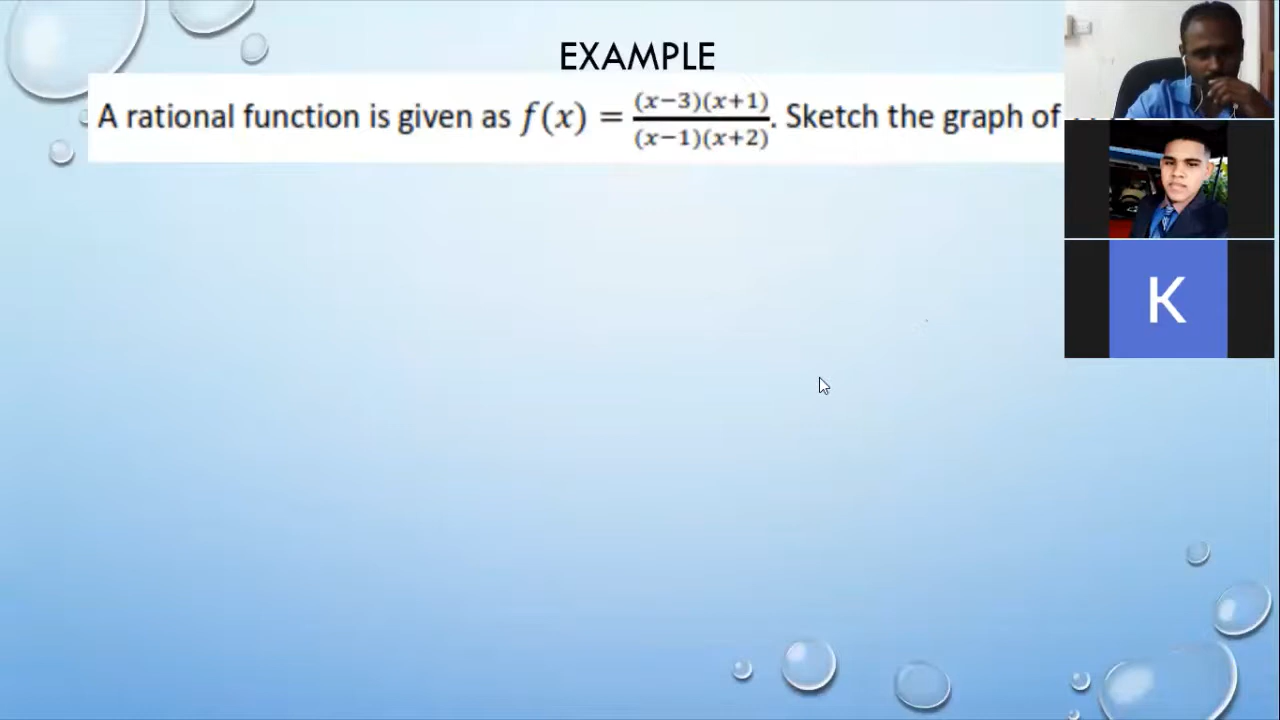 EXAMPLE
A rational function is given as f(x) = (x−3)(x+1)/(x−1)(x+2). Sketch the graph of
K